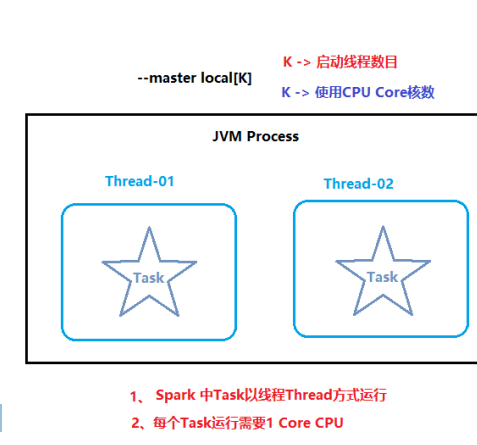 K -> 启动线程数目
--master local[K]
K -> 使用CPU Core核数
JVM Process
Thread-01
Thread-02
Task
Task
1、 Spark 中Task以线程Thread方式运行
2、每个Task运行需要1 Core CPU